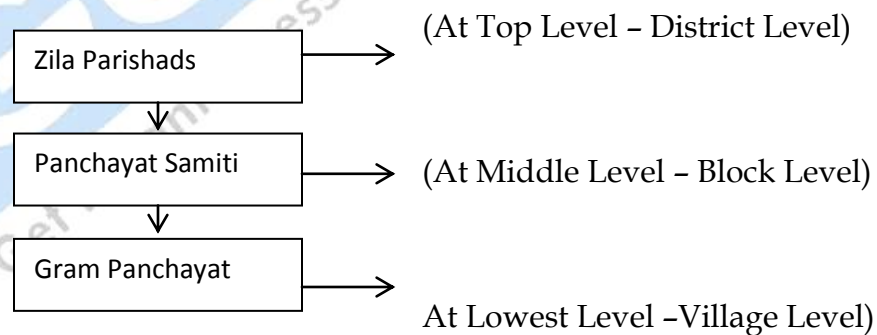 (At Top Level – District Level)
Zila Parishads
Panchayat Samiti
(At Middle Level – Block Level)
Gram Panchayat
At Lowest Level –Village Level)